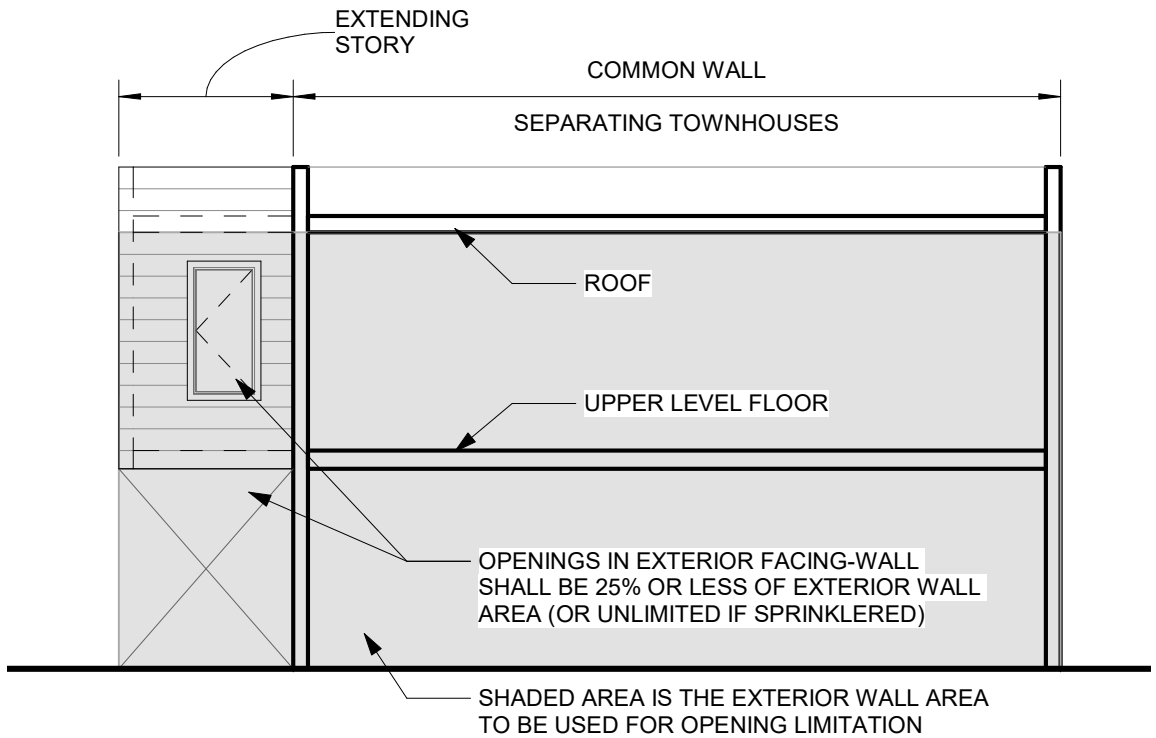 EXTENDING
STORY
COMMON WALL
SEPARATING TOWNHOUSES
ROOF
UPPER LEVEL FLOOR
OPENINGS IN EXTERIOR FACING-WALL
SHALL BE 25% OR LESS OF EXTERIOR WALL
AREA (OR UNLIMITED IF SPRINKLERED)
SHADED AREA IS THE EXTERIOR WALL AREA
TO BE USED FOR OPENING LIMITATION